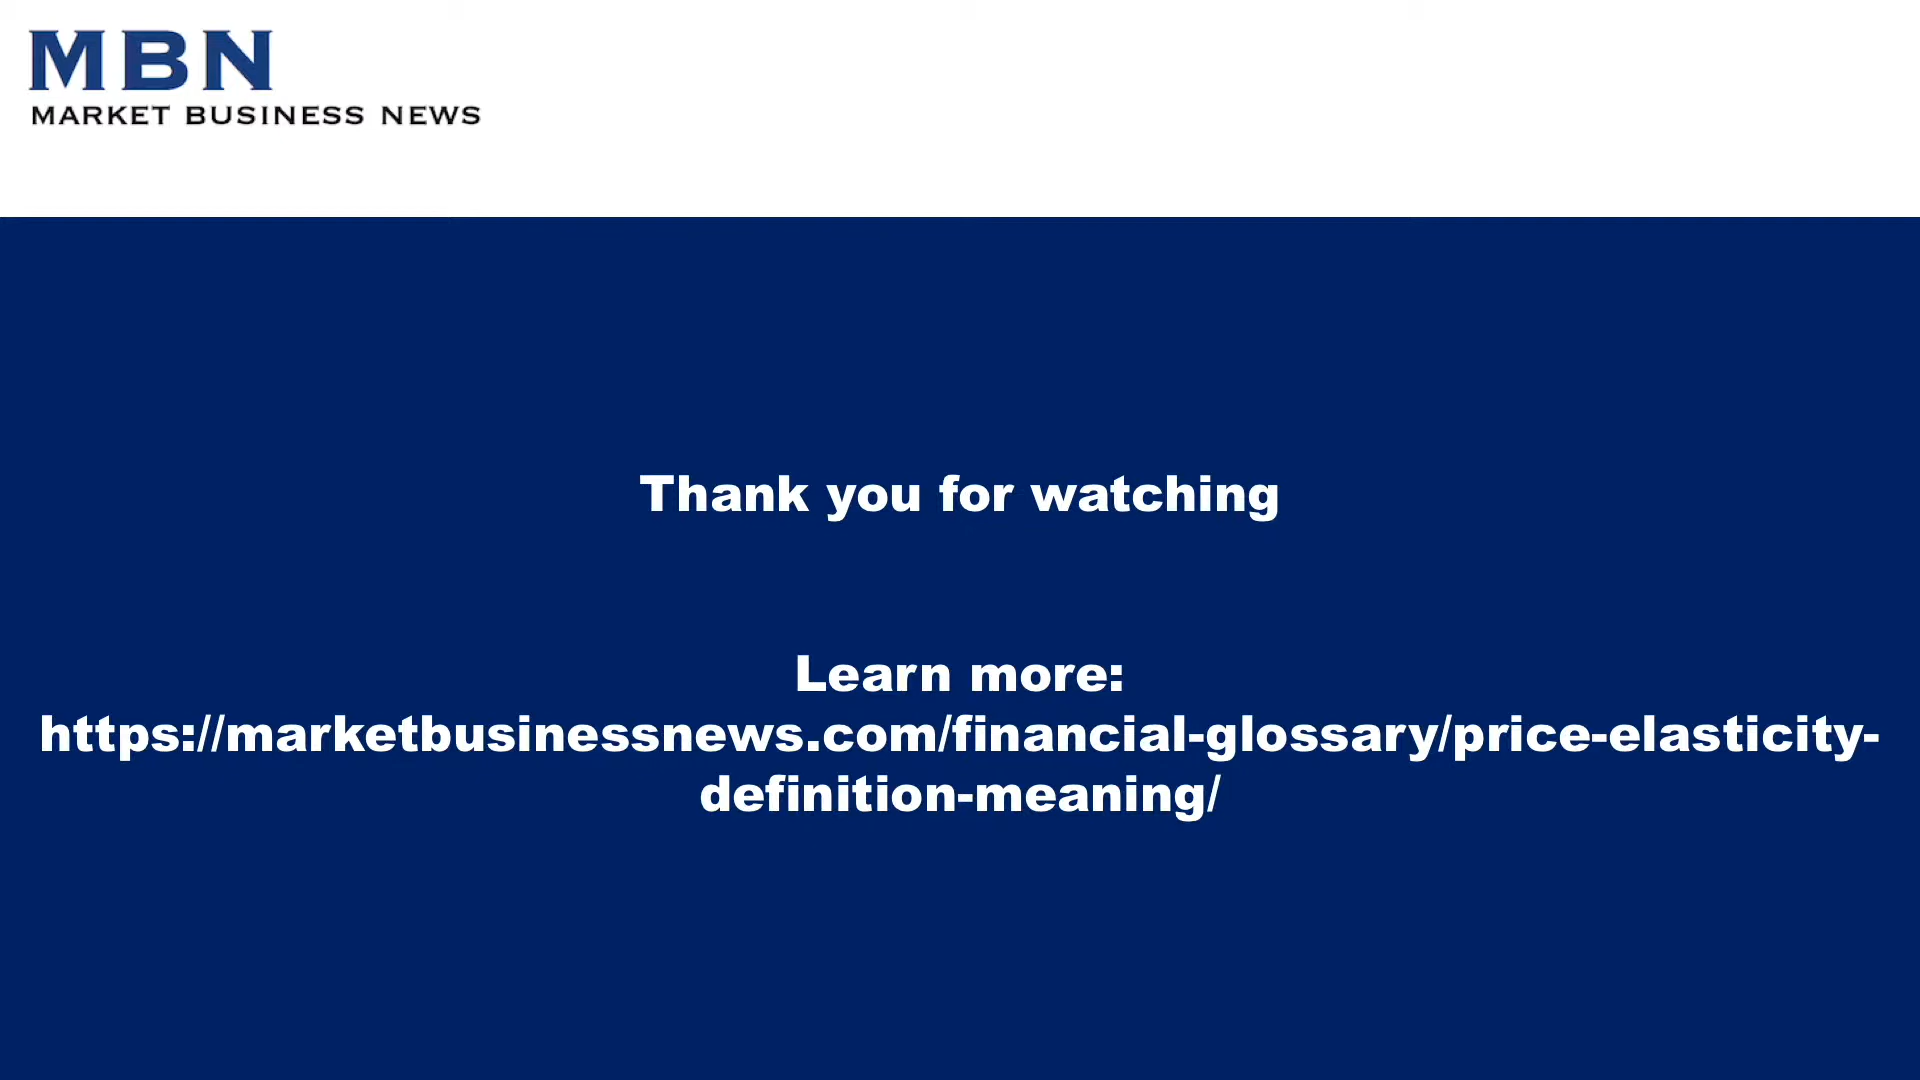 MBN
MARKET BUSINESS NEWS
Thank you for watching
Learn more:
https://marketbusinessnews.com/financial-glossary/price-elasticity-
definition-meaning/